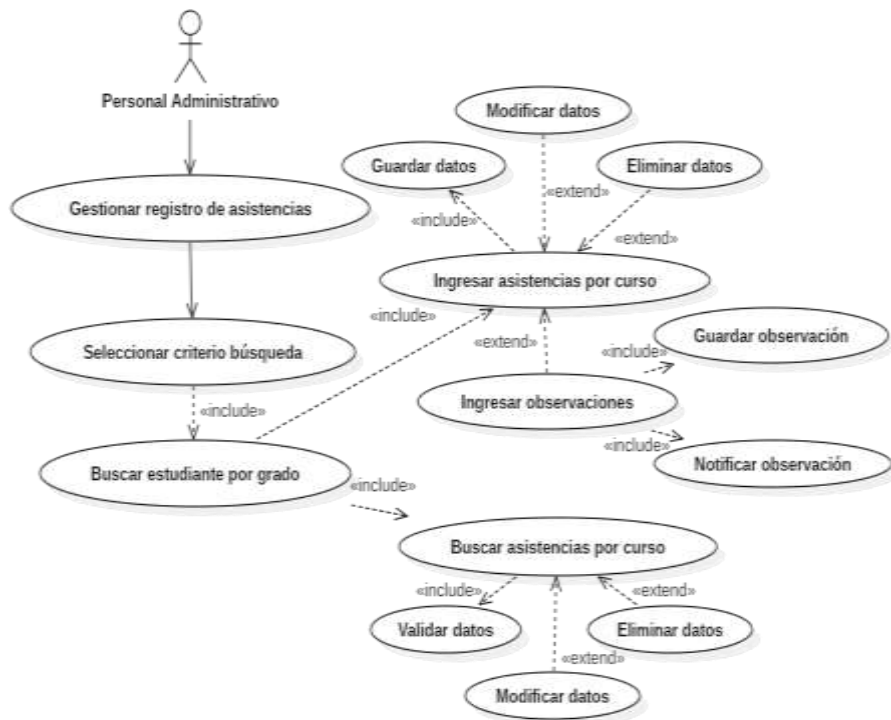 Personal Administrativo
Modificar datos
Guardar datos
Eliminar datos
«extend»
«include»
Gestionar registro de asistencias
«extend»
Ingresar asistencias por curso
«include»
Guardar observación
«extend»
«include»
Seleccionar criterio búsqueda
Ingresar observaciones
«include»
«include»
Buscar estudiante por grado
Notificar observación
«include»
Buscar asistencias por curso
«include»
«extend»
Validar datos
Eliminar datos
«extend»
Modificar datos